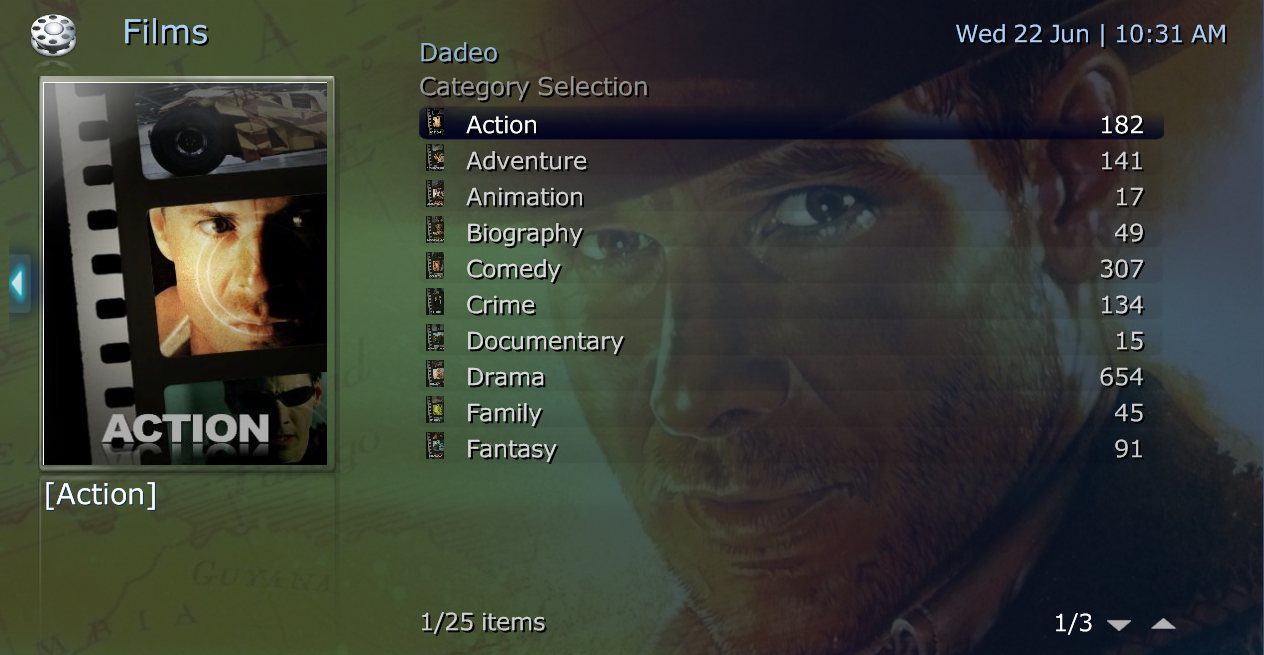 Films
Wed 22 Jun | 10:31 AM
Dadeo
Category Selection
Action 182
Adventure 141
Animation 17
Biography 49
Comedy 307
Crime 134
Documentary 15
Drama 654
Family 45
Fantasy 91
ACTION
[Action]
GUYANA
1/25 items
1/3